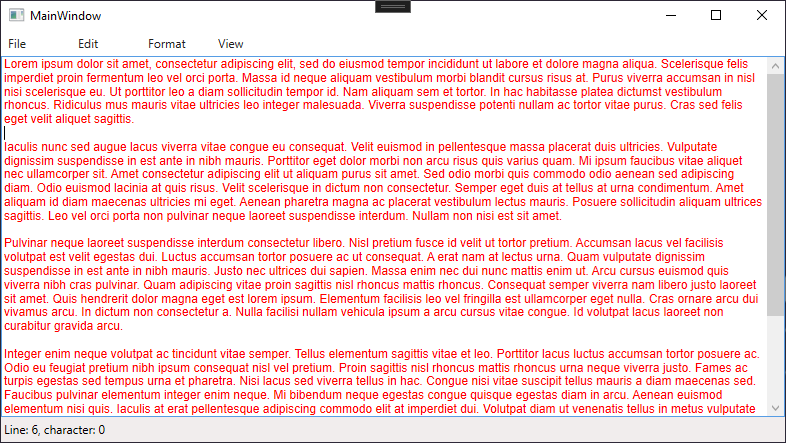 MainWindow
File Edit Format View
Lorem ipsum dolor sit amet, consectetur adipiscing elit, sed do eiusmod tempor incididunt ut labore et dolore magna aliqua. Scelerisque felis
imperdiet proin fermentum leo vel orci porta. Massa id neque aliquam vestibulum morbi blandit cursus risus at. Purus viverra accumsan in nisl
nisi scelerisque eu. Ut porttitor leo a diam sollicitudin tempor id. Nam aliquam sem et tortor. In hac habitasse platea dictumst vestibulum
rhoncus. Ridiculus mus mauris vitae ultricies leo integer malesuada. Viverra suspendisse potenti nullam ac tortor vitae purus. Cras sed felis
eget velit aliquet sagittis.
Iaculis nunc sed augue lacus viverra vitae congue eu consequat. Velit euismod in pellentesque massa placerat duis ultricies. Vulputate
dignissim suspendisse in est ante in nibh mauris. Porttitor eget dolor morbi non arcu risus quis varius quam. Mi ipsum faucibus vitae aliquet
nec ullamcorper sit. Amet consectetur adipiscing elit ut aliquam purus sit amet. Sed odio morbi quis commodo odio aenean sed adipiscing
diam. Odio euismod lacinia at quis risus. Velit scelerisque in dictum non consectetur. Semper eget duis at tellus at urna condimentum. Amet
aliquam id diam maecenas ultricies mi eget. Aenean pharetra magna ac placerat vestibulum lectus mauris. Posuere sollicitudin aliquam ultrices
sagittis. Leo vel orci porta non pulvinar neque laoreet suspendisse interdum. Nullam non nisi est sit amet.
Pulvinar neque laoreet suspendisse interdum consectetur libero. Nisl pretium fusce id velit ut tortor pretium. Accumsan lacus vel facilisis
volutpat est velit egestas dui. Luctus accumsan tortor posuere ac ut consequat. A erat nam at lectus urna. Quam vulputate dignissim
suspendisse in est ante in nibh mauris. Justo nec ultrices dui sapien. Massa enim nec dui nunc mattis enim ut. Arcu cursus euismod quis
viverra nibh cras pulvinar. Quam adipiscing vitae proin sagittis nisl rhoncus mattis rhoncus. Consequat semper viverra nam libero justo laoreet
sit amet. Quis hendrerit dolor magna eget est lorem ipsum. Elementum facilisis leo vel fringilla est ullamcorper eget nulla. Cras ornare arcu dui
vivamus arcu. In dictum non consectetur a. Nulla facilisi nullam vehicula ipsum a arcu cursus vitae congue. Id volutpat lacus laoreet non
curabitur gravida arcu.
Integer enim neque volutpat ac tincidunt vitae semper. Tellus elementum sagittis vitae et leo. Porttitor lacus luctus accumsan tortor posuere ac.
Odio eu feugiat pretium nibh ipsum consequat nisl vel pretium. Proin sagittis nisl rhoncus mattis rhoncus urna neque viverra justo. Fames ac
turpis egestas sed tempus urna et pharetra. Nisi lacus sed viverra tellus in hac. Congue nisi vitae suscipit tellus mauris a diam maecenas sed.
Faucibus pulvinar elementum integer enim neque. Mi bibendum neque egestas congue quisque egestas diam in arcu. Aenean euismod
elementum nisi quis. Iaculis at erat pellentesque adipiscing commodo elit at imperdiet dui. Volutpat diam ut venenatis tellus in metus vulputate
Line: 6, character: 0